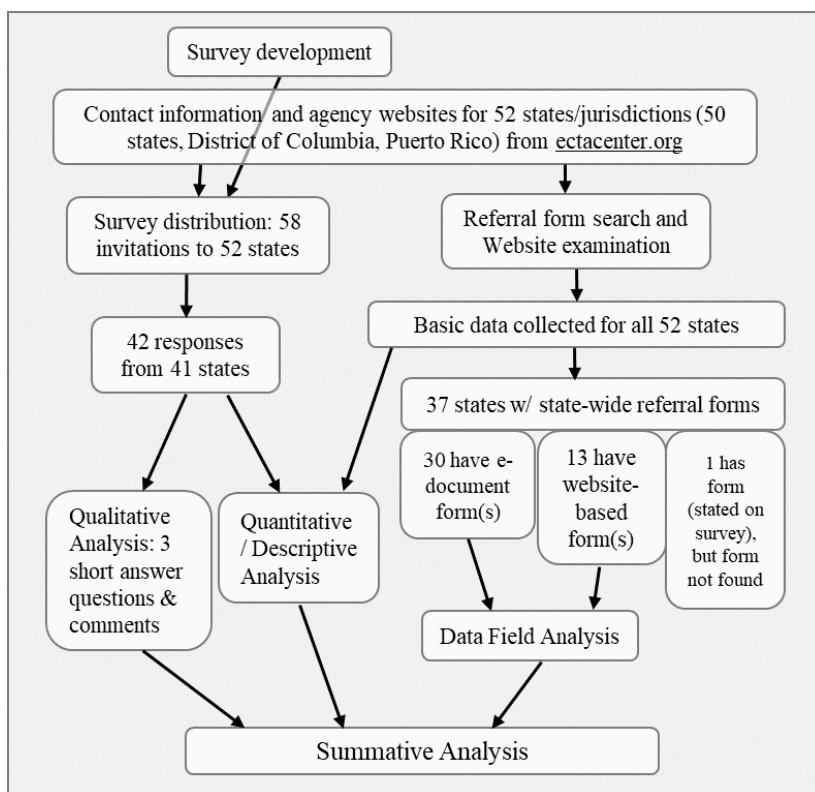 Survey development
Contact information and agency websites for 52 states/jurisdictions (50
states, District of Columbia, Puerto Rico) from ectacenter.org
Survey distribution: 58
invitations to 52 states
Referral form search and
Website examination
42 responses
from 41 states
Basic data collected for all 52 states
37 states w/ state-wide referral forms
30 have e-
document
form(s)
13 have
website-
based
form(s)
1 has
form
(stated on
survey),
but form
not found
Qualitative
Analysis: 3
short answer
questions &
comments
Quantitative
/ Descriptive
Analysis
Data Field Analysis
Summative Analysis